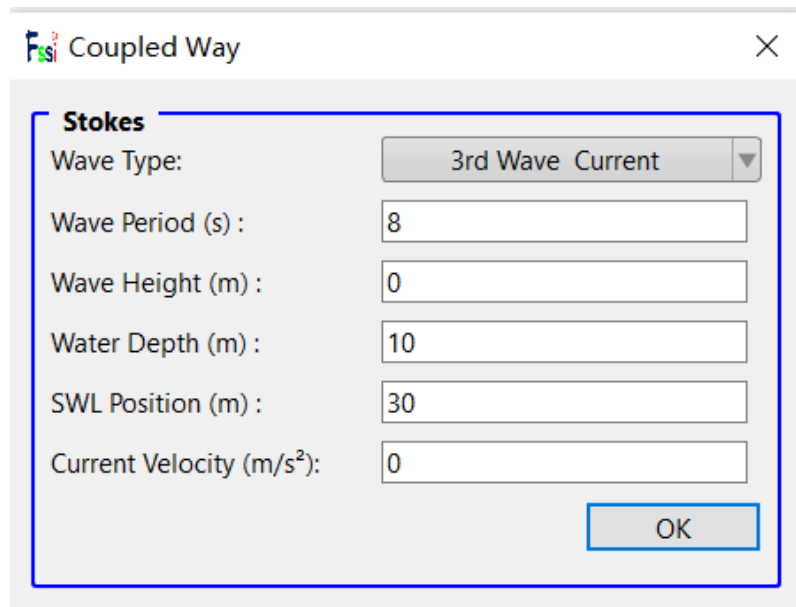 Fssi Coupled Way
Stokes
Wave Type: 3rd Wave  Current
Wave Period (s) : 8
Wave Height (m) : 0
Water Depth (m) : 10
SWL Position (m) : 30
Current Velocity (m/s²): 0
OK